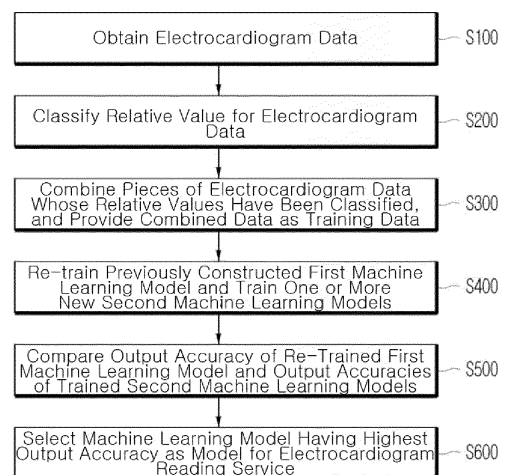 Obtain Electrocardiogram Data
S100
Classify Relative Value for Electrocardiogram
Data
S200
Combine Pieces of Electrocardiogram Data
Whose Relative Values Have Been Classified,
and Provide Combined Data as Training Data
S300
Re-train Previously Constructed First Machine
Learning Model and Train One or More
New Second Machine Learning Models
S400
Compare Output Accuracy of Re-Trained First
Machine Learning Model and Output Accuracies
of Trained Second Machine Learning Models
S500
Select Machine Learning Model Having Highest
Output Accuracy as Model for Electrocardiogram
Reading Service
S600